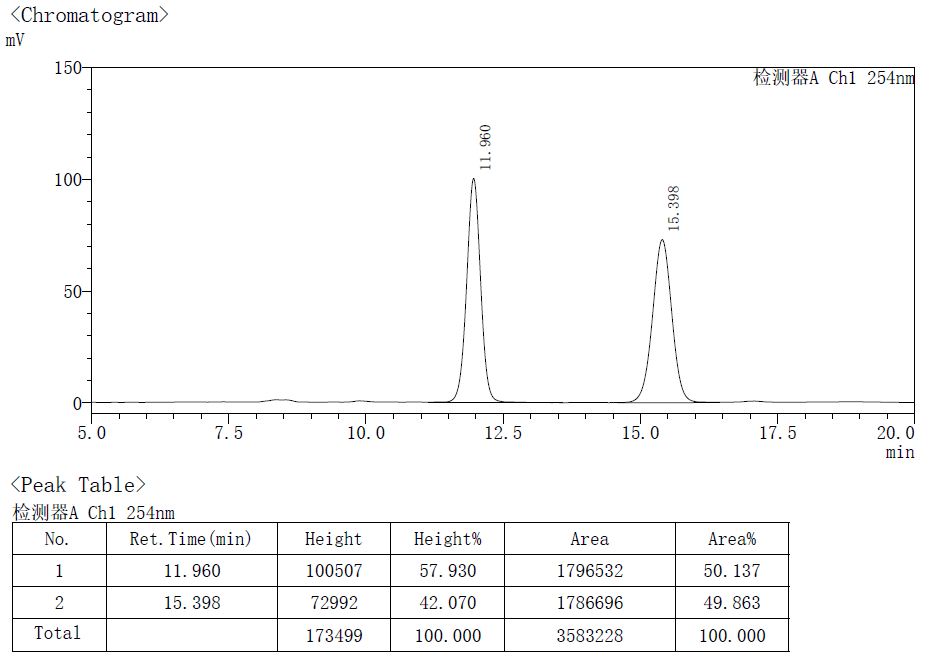 <Chromatogram>
mV
150
检测器A Ch1 254nm
11.960
100
15.398
50
0
5.0 7.5 10.0 12.5 15.0 17.5 20.0
min
<Peak Table>
检测器A Ch1 254nm
No. Ret.Time(min) Height Height% Area Area%
1 11.960 100507 57.930 1796532 50.137
2 15.398 72992 42.070 1786696 49.863
Total 173499 100.000 3583228 100.000